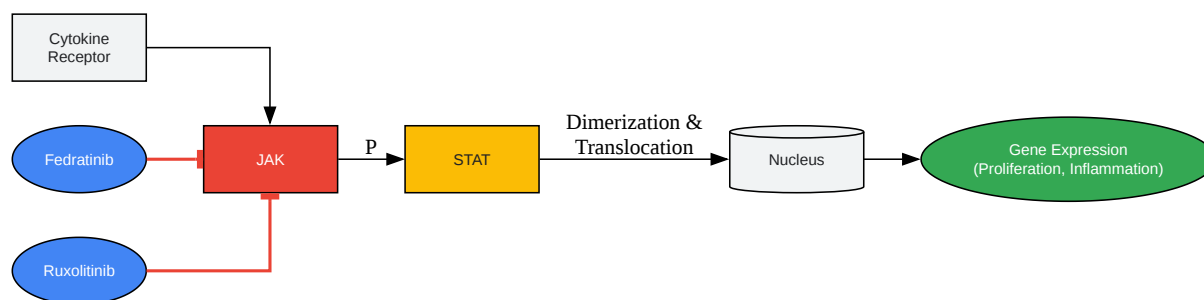 Cytokine
Receptor
Fedratinib
JAK
P
STAT
Dimerization &
Translocation
Nucleus
Gene Expression
(Proliferation, Inflammation)
Ruxolitinib